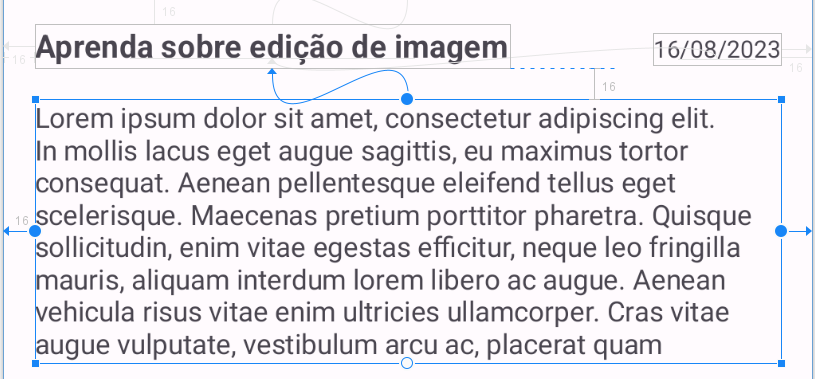 16
Aprenda sobre edição de imagem
16/08/2023
16
16
16
Lorem ipsum dolor sit amet, consectetur adipiscing elit.
In mollis lacus eget augue sagittis, eu maximus tortor
consequat. Aenean pellentesque eleifend tellus eget
scelerisque. Maecenas pretium porttitor pharetra. Quisque
16
sollicitudin, enim vitae egestas efficitur, neque leo fringilla
mauris, aliquam interdum lorem libero ac augue. Aenean
vehicula risus vitae enim ultricies ullamcorper. Cras vitae
augue vulputate, vestibulum arcu ac, placerat quam